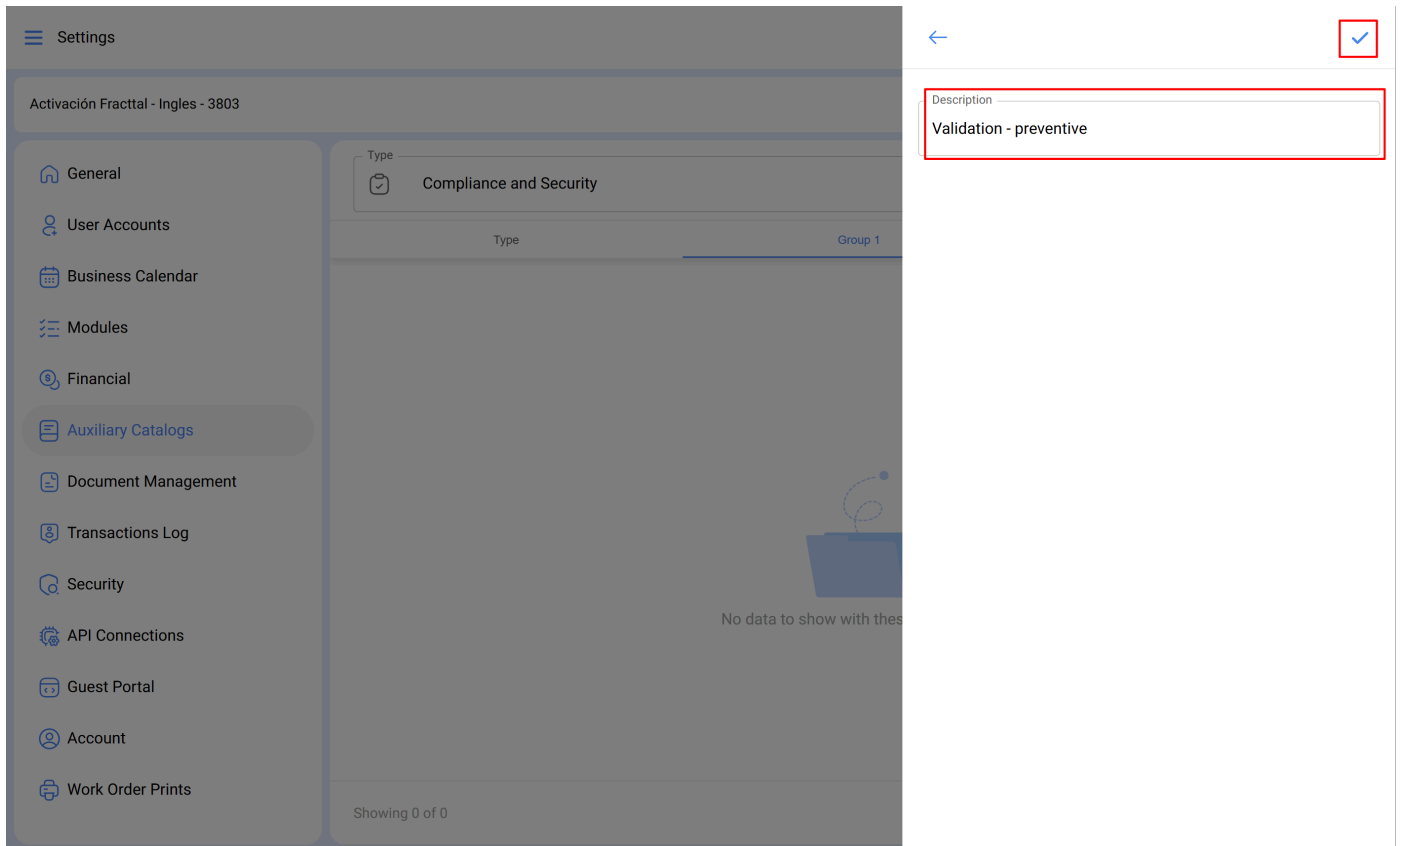 Settings
Activación Fracttal - Ingles - 3803
General
User Accounts
Business Calendar
Modules
Financial
Auxiliary Catalogs
Document Management
Transactions Log
Security
API Connections
Guest Portal
Account
Work Order Prints
Type
Compliance and Security
Type
Group 1
No data to show with thes
Showing 0 of 0
Description
Validation - preventive